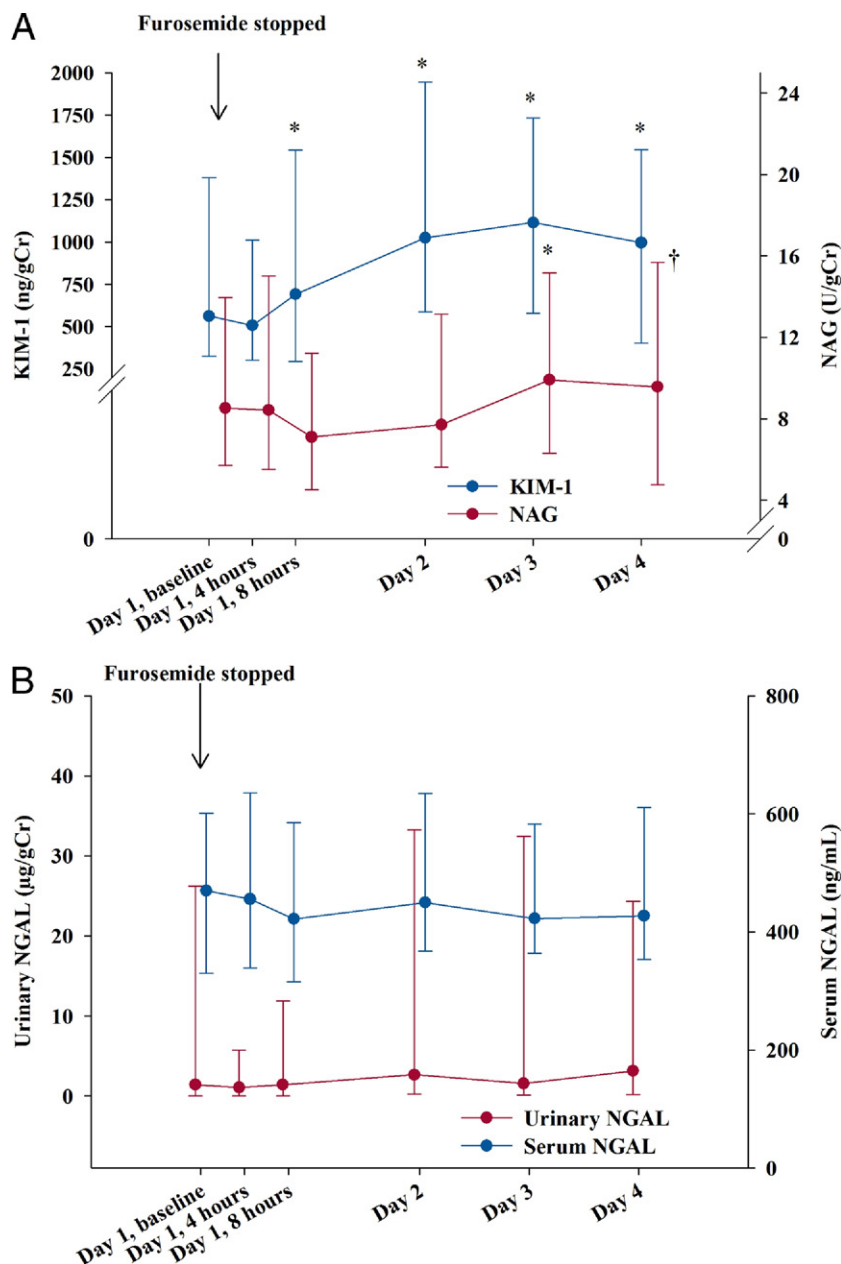 A
Furosemide stopped
2000
1750
1500
1250
1000
750
500
250
0
KIM-1 (ng/gCr)
24
20
16
12
8
4
0
NAG (U/gCr)
*
*
*
*
*
†
KIM-1
NAG
Day 1, baseline
Day 1, 4 hours
Day 1, 8 hours
Day 2
Day 3
Day 4
B
Furosemide stopped
50
40
30
20
10
0
Urinary NGAL (µg/gCr)
800
600
400
200
0
Serum NGAL (ng/mL)
Urinary NGAL
Serum NGAL
Day 1, baseline
Day 1, 4 hours
Day 1, 8 hours
Day 2
Day 3
Day 4